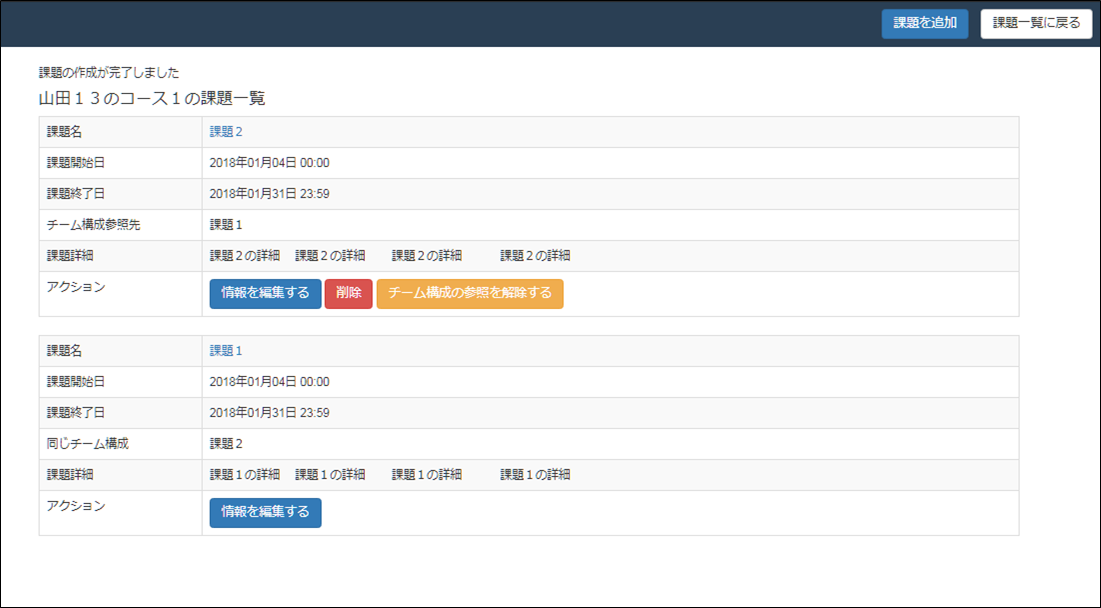 課題を追加 課題一覧に戻る
課題の作成が完了しました
山田１３のコース１の課題一覧
課題名 課題２
課題開始日 2018年01月04日 00:00
課題終了日 2018年01月31日 23:59
チーム構成参照先 課題１
課題詳細 課題２の詳細　課題２の詳細　　課題２の詳細　　　課題２の詳細
アクション 情報を編集する 削除 チーム構成の参照を解除する
課題名 課題１
課題開始日 2018年01月04日 00:00
課題終了日 2018年01月31日 23:59
同じチーム構成 課題２
課題詳細 課題１の詳細　課題１の詳細　　課題１の詳細　　　課題１の詳細
アクション 情報を編集する